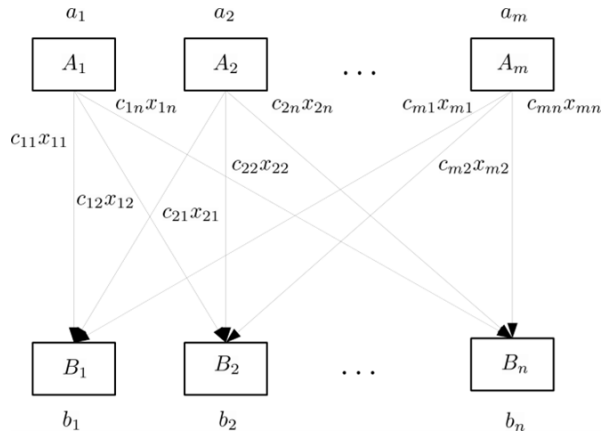 a₁ a₂ aₘ
A₁ A₂ ... Aₘ
c₁ₙx₁ₙ c₂ₙx₂ₙ cₘ₁xₘ₁ cₘₙxₘₙ
c₁₁x₁₁
c₂₂x₂₂ cₘ₂xₘ₂
c₁₂x₁₂ c₂₁x₂₁
B₁ B₂ ... Bₙ
b₁ b₂ bₙ